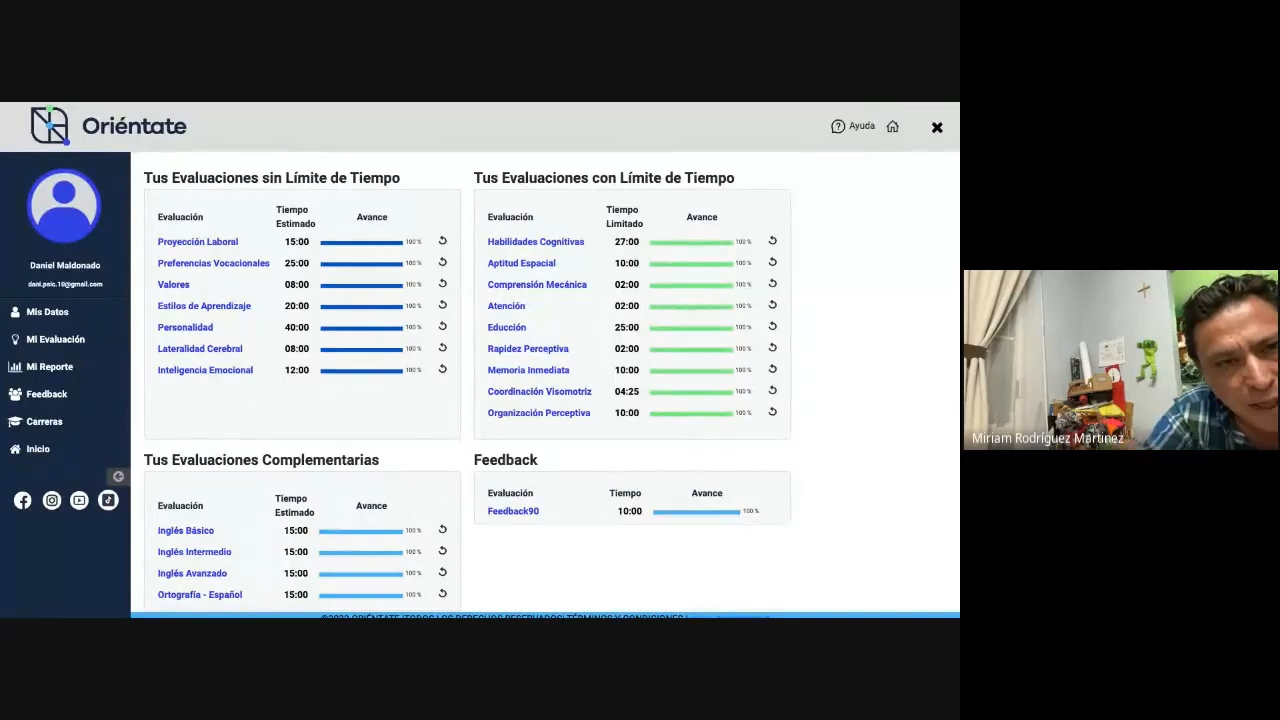 Oriéntate
Ayuda
Daniel Maldonado
dani.psic.10@gmail.com
Mis Datos
Mi Evaluación
Mi Reporte
Feedback
Carreras
Inicio
Tus Evaluaciones sin Límite de Tiempo
Evaluación Tiempo Estimado Avance
Proyección Laboral 15:00 100 %
Preferencias Vocacionales 25:00 100 %
Valores 08:00 100 %
Estilos de Aprendizaje 20:00 100 %
Personalidad 40:00 100 %
Lateralidad Cerebral 08:00 100 %
Inteligencia Emocional 12:00 100 %
Tus Evaluaciones con Límite de Tiempo
Evaluación Tiempo Limitado Avance
Habilidades Cognitivas 27:00 100 %
Aptitud Espacial 10:00 100 %
Comprensión Mecánica 02:00 100 %
Atención 02:00 100 %
Educción 25:00 100 %
Rapidez Perceptiva 02:00 100 %
Memoria Inmediata 10:00 100 %
Coordinación Visomotriz 04:25 100 %
Organización Perceptiva 10:00 100 %
Tus Evaluaciones Complementarias
Evaluación Tiempo Estimado Avance
Inglés Básico 15:00 100 %
Inglés Intermedio 15:00 100 %
Inglés Avanzado 15:00 100 %
Ortografía - Español 15:00 100 %
Feedback
Evaluación Tiempo Avance
Feedback90 10:00 100 %
ORIÉNTATE |TODOS LOS DERECHOS RESERVADOS| TÉRMINOS Y CONDICIONES |
Miriam Rodríguez Martinez